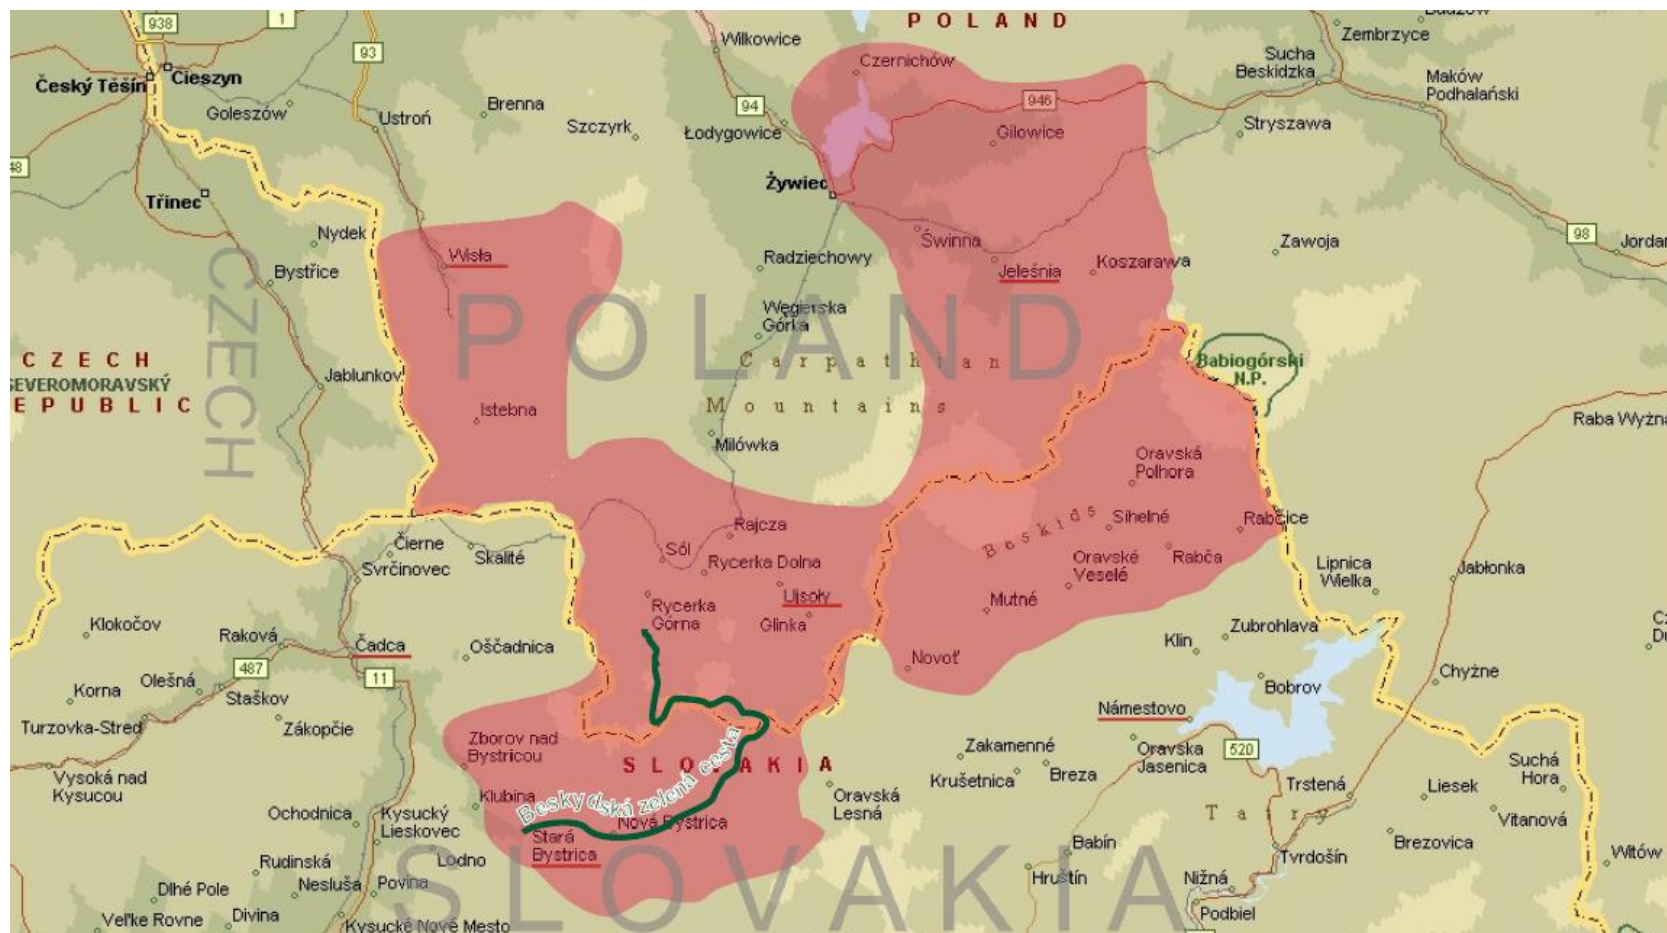 938
1
POLAND
Budzów
Zembrzyce
Wilkowice
93
Czernichów
Sucha
Beskidzka
Český Těšín
Cieszyn
Maków
Podhalański
Goleszów
Brenna
94
946
Ustroń
Szczyrk
Łodygowice
Gilowice
Stryszawa
48
Żywiec
Třinec
Nydek
Świnna
Zawoja
98
Jordan
Wisła
Radziechowy
Jeleśnia
Koszarawa
Bystřice
CZECH
POLAND
Węgierska
Górka
CZECH
SEVEROMORAVSKÝ
REPUBLIC
Carpathian
Mountains
Babiogórski
N.P.
Jablunkov
Istebna
Raba Wyżna
Milówka
Oravská
Polhora
Beskids
Sihelné
Rabčice
Rajcza
Čierne
Skalité
Sól
Svrčinovec
Rycerka Dolna
Oravské
Veselé
Rabča
Lipnica
Wielka
Jabłonka
Ujsoły
Rycerka
Górna
Glinka
Mutné
Klokočov
Raková
Čadca
Oščadnica
Klin
Zubrohlava
Novoť
487
11
Olešná
Korna
Staškov
Bobrov
Chyżne
Turzovka-Stred
Zákopčie
Námestovo
Zborov nad
Bystricou
SLOVAKIA
Zakamenné
Oravska
Jasenica
520
Krušetnica
Breza
Suchá
Hora
Vysoká nad
Kysucou
Beskydská zelená cesta
Klubina
Oravská
Lesná
Trstená
Liesek
Tatry
Vitanová
Ochodnica
Kysucký
Lieskovec
Nová Bystrica
Stará
Bystrica
Rudinská
Lodno
SLOVAKIA
Babín
Tvrdošín
Brezovica
Witów
Dlhé Pole
Nesluša
Povina
Hruštín
Nižná
Veľke Rovne
Divina
Kysucké Nové Mesto
Podbiel